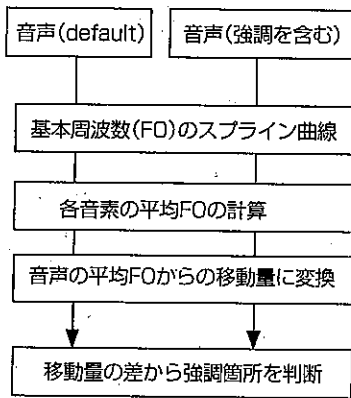 音声(default)
音声(強調を含む)
基本周波数(F0)のスプライン曲線
各音素の平均F0の計算
音声の平均F0からの移動量に変換
移動量の差から強調箇所を判断